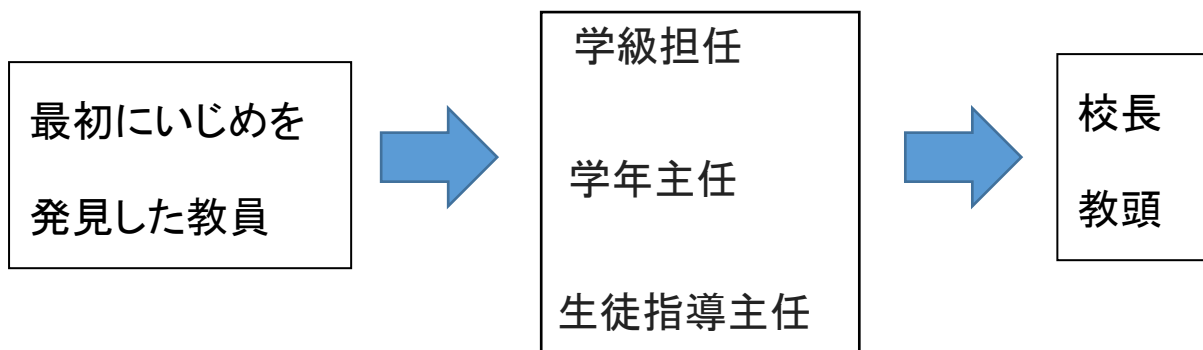 最初にいじめを
発見した教員
学級担任
学年主任
生徒指導主任
校長
教頭